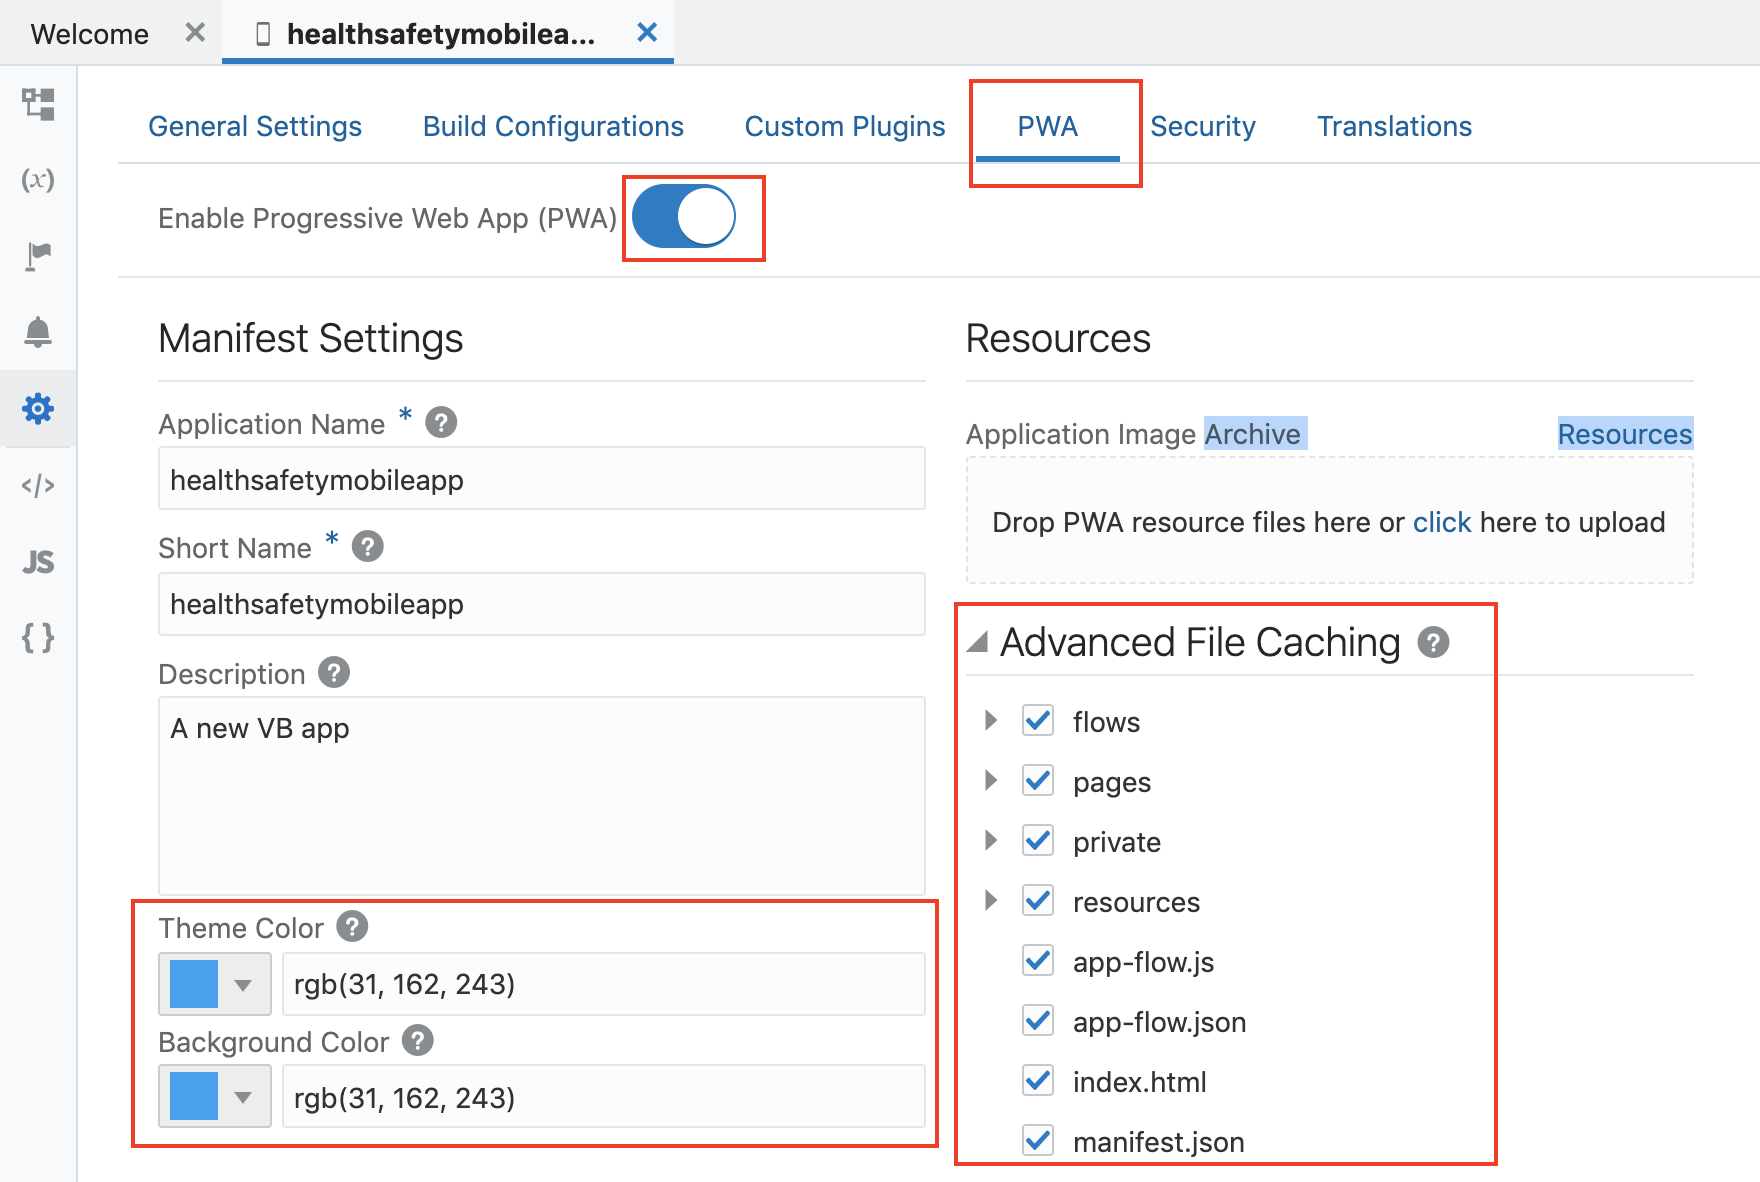 Welcome
healthsafetymobilea...
General Settings
Build Configurations
Custom Plugins
PWA
Security
Translations
Enable Progressive Web App (PWA)
Manifest Settings
Application Name * ?
healthsafetymobileapp
Short Name * ?
healthsafetymobileapp
Description ?
A new VB app
Theme Color ?
rgb(31, 162, 243)
Background Color ?
rgb(31, 162, 243)
Resources
Application Image Archive
Resources
Drop PWA resource files here or click here to upload
Advanced File Caching ?
flows
pages
private
resources
app-flow.js
app-flow.json
index.html
manifest.json
(x)
</>
JS
{ }